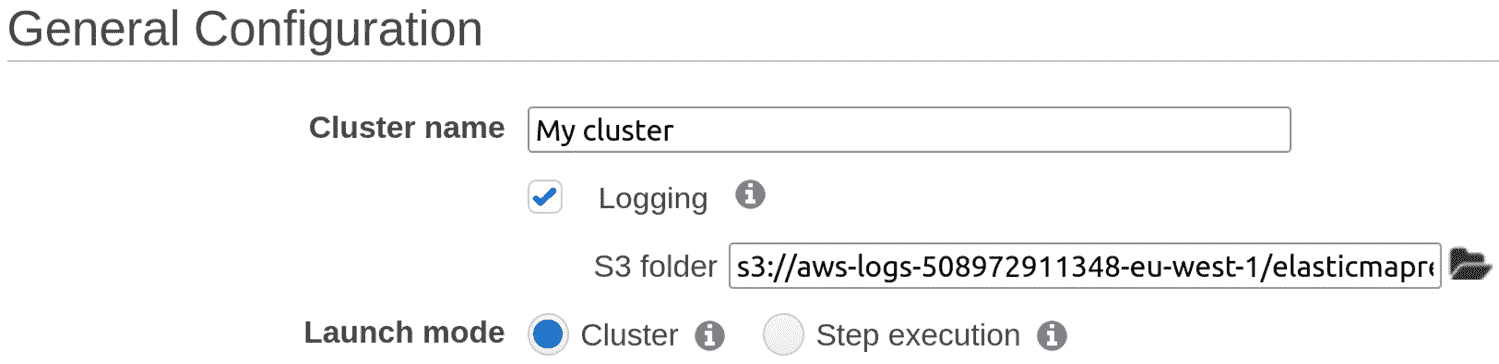 General Configuration
Cluster name My cluster
Logging
S3 folder s3://aws-logs-508972911348-eu-west-1/elasticmapre
Launch mode Cluster Step execution